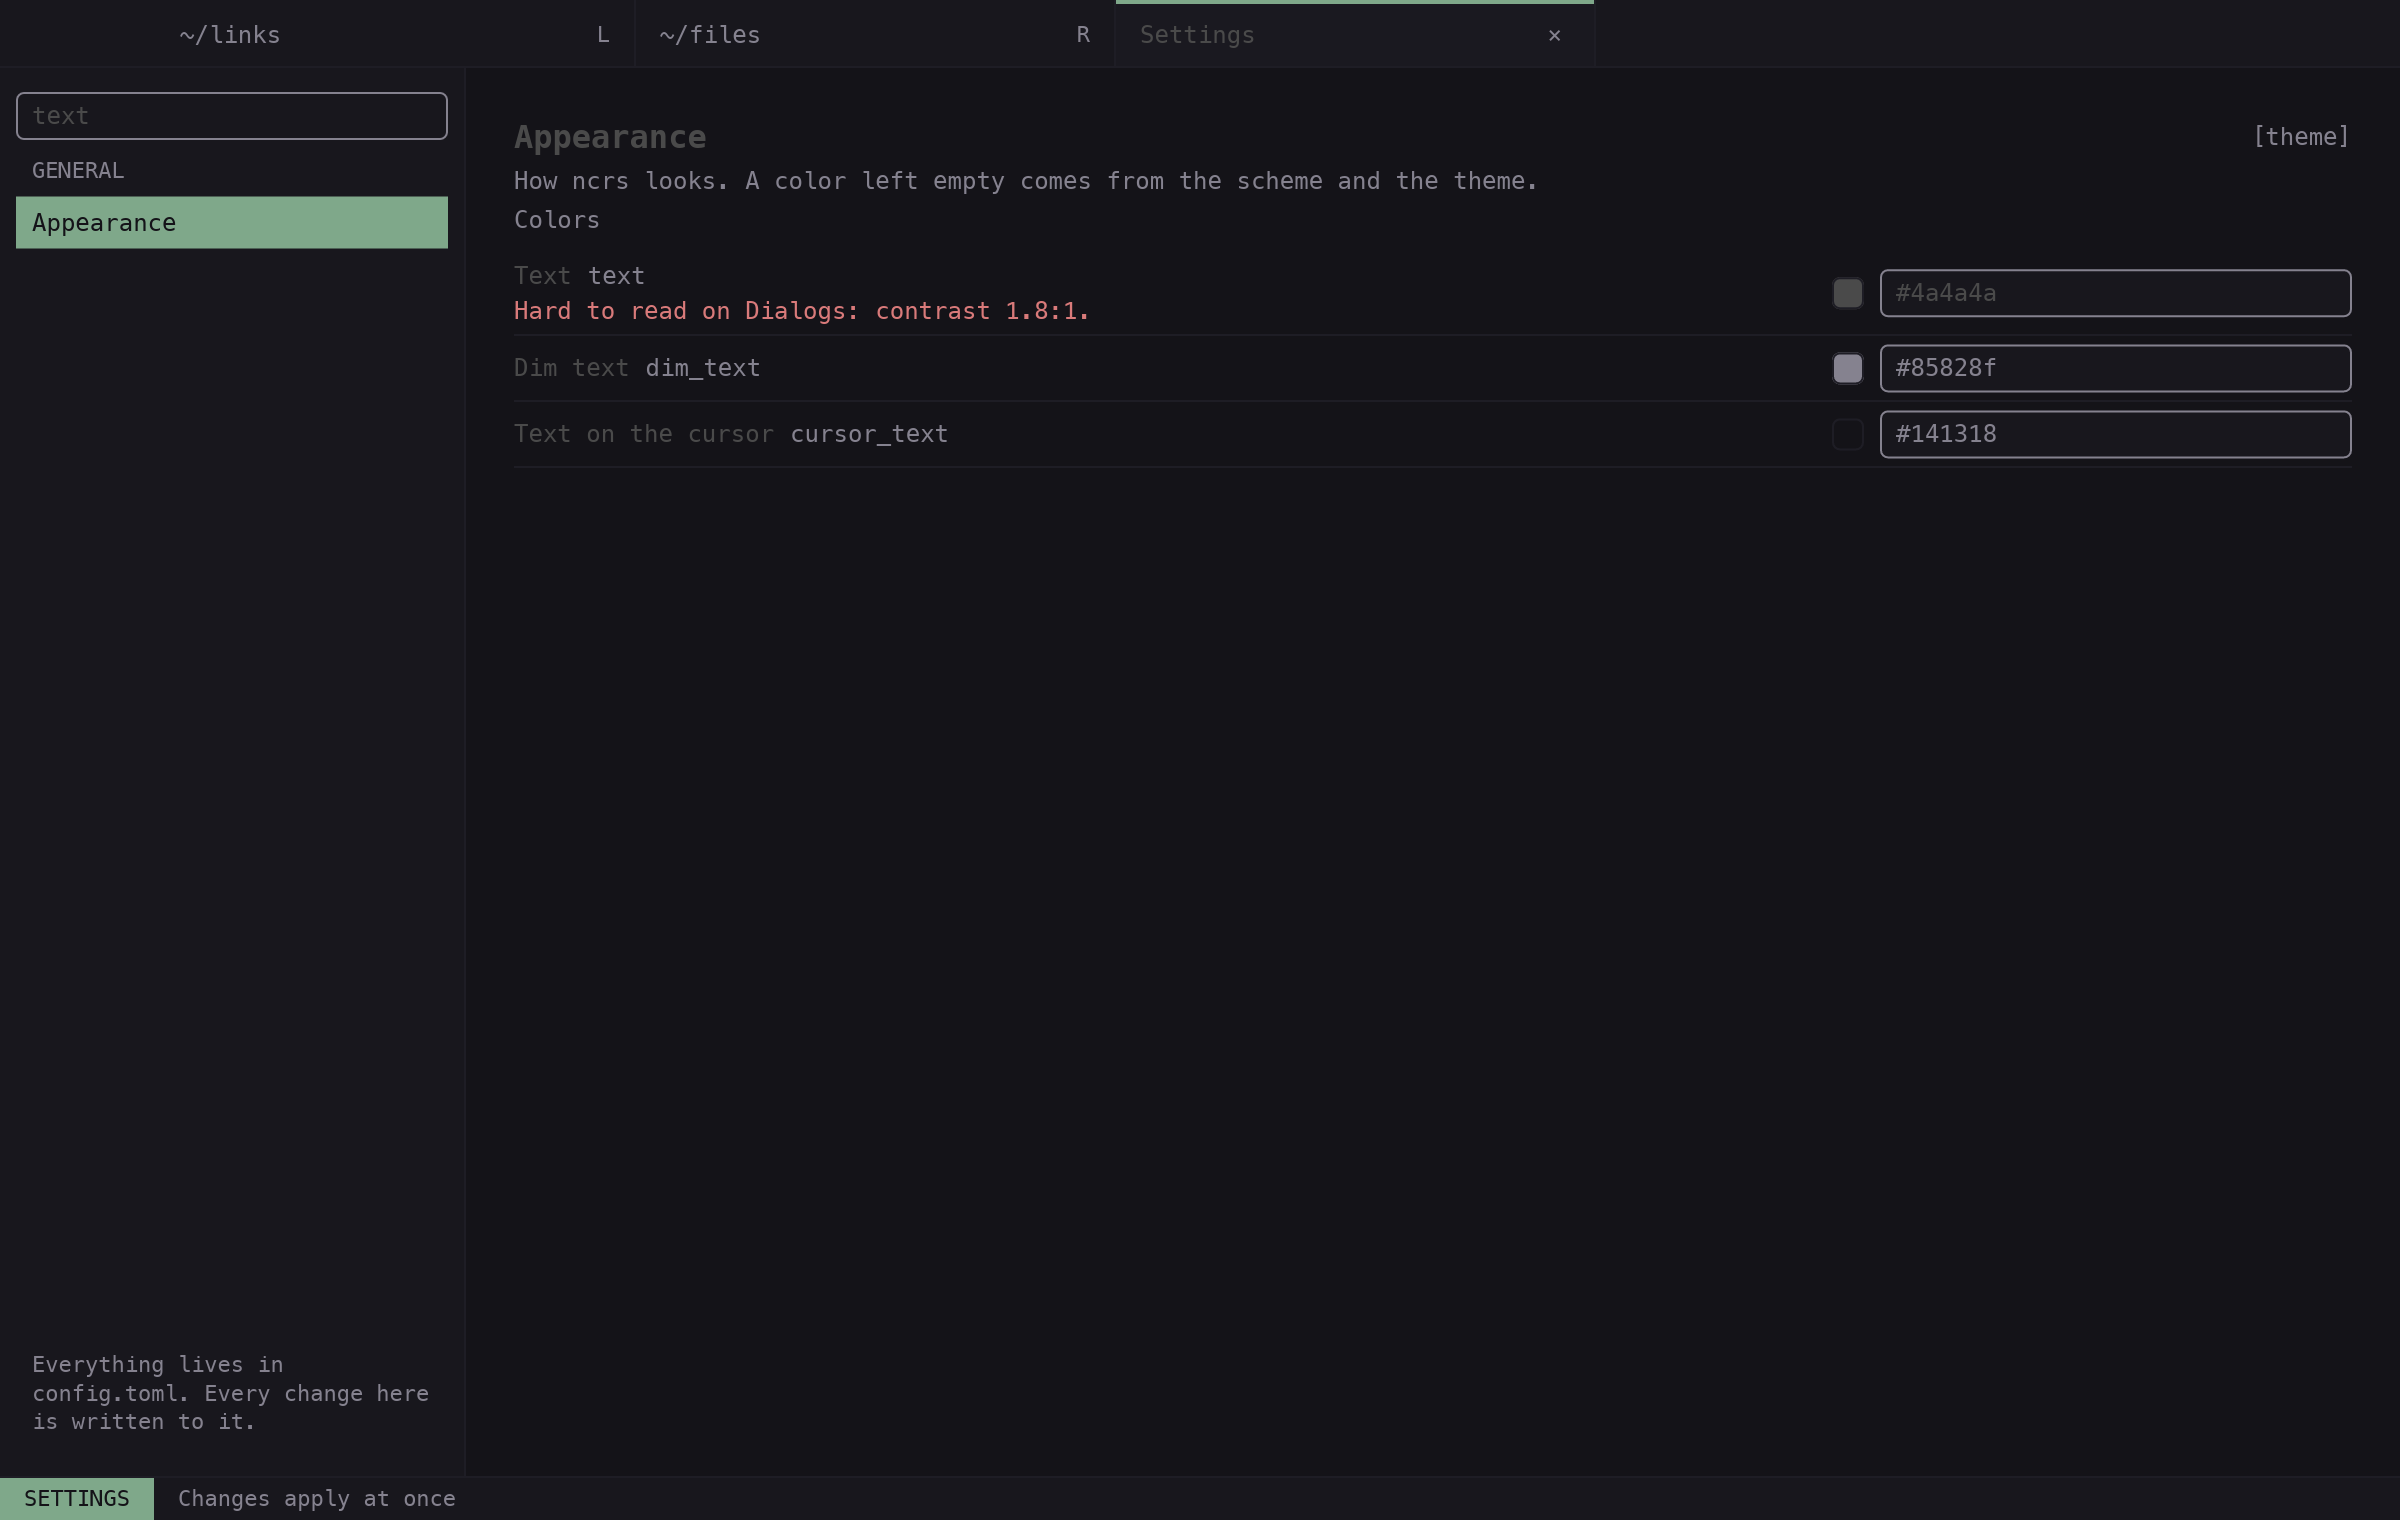 ~/links L ~/files R Settings ×
text
GENERAL
Appearance
Everything lives in
config.toml. Every change here
is written to it.
Appearance [theme]
How ncrs looks. A color left empty comes from the scheme and the theme.
Colors
Text text #4a4a4a
Hard to read on Dialogs: contrast 1.8:1.
Dim text dim_text #85828f
Text on the cursor cursor_text #141318
SETTINGS Changes apply at once